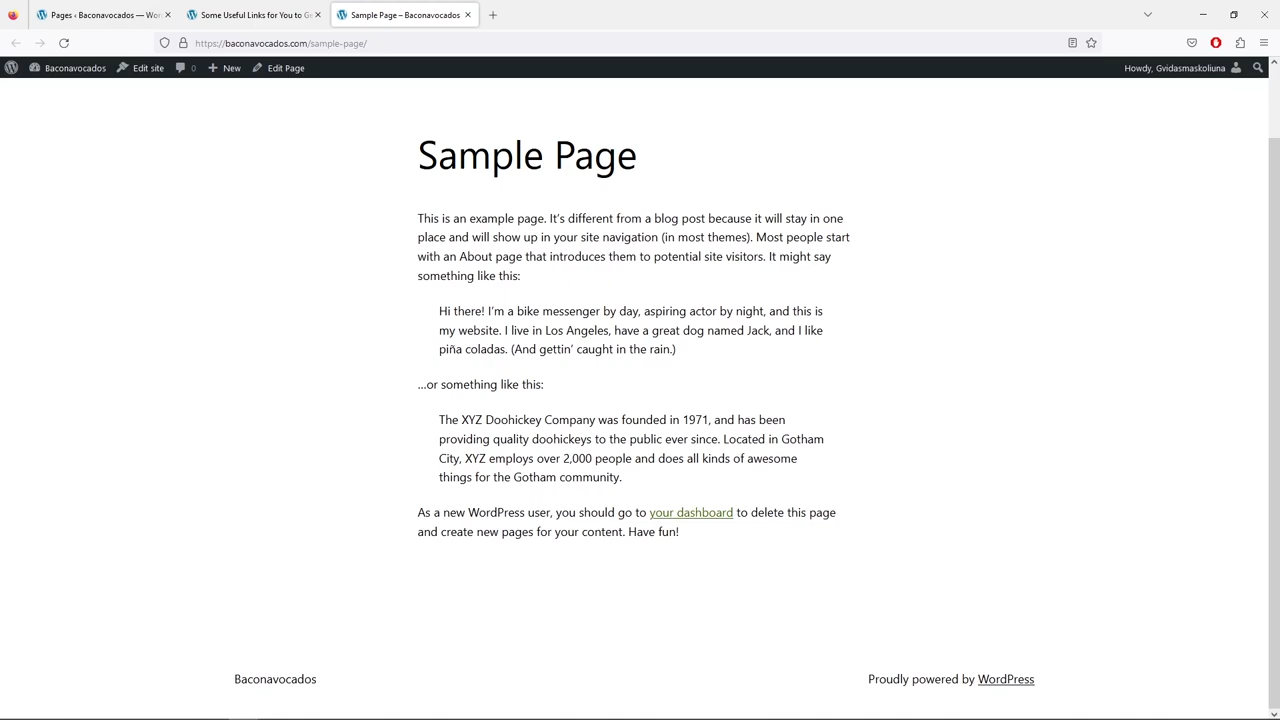 Pages ‹ Baconavocados — Wor
Some Useful Links for You to Ge
Sample Page – Baconavocados
https://baconavocados.com/sample-page/
Baconavocados
Edit site
0
New
Edit Page
Howdy, Gvidasmaskoliuna
Sample Page
This is an example page. It's different from a blog post because it will stay in one
place and will show up in your site navigation (in most themes). Most people start
with an About page that introduces them to potential site visitors. It might say
something like this:
Hi there! I'm a bike messenger by day, aspiring actor by night, and this is
my website. I live in Los Angeles, have a great dog named Jack, and I like
piña coladas. (And gettin' caught in the rain.)
…or something like this:
The XYZ Doohickey Company was founded in 1971, and has been
providing quality doohickeys to the public ever since. Located in Gotham
City, XYZ employs over 2,000 people and does all kinds of awesome
things for the Gotham community.
As a new WordPress user, you should go to your dashboard to delete this page
and create new pages for your content. Have fun!
Baconavocados
Proudly powered by WordPress